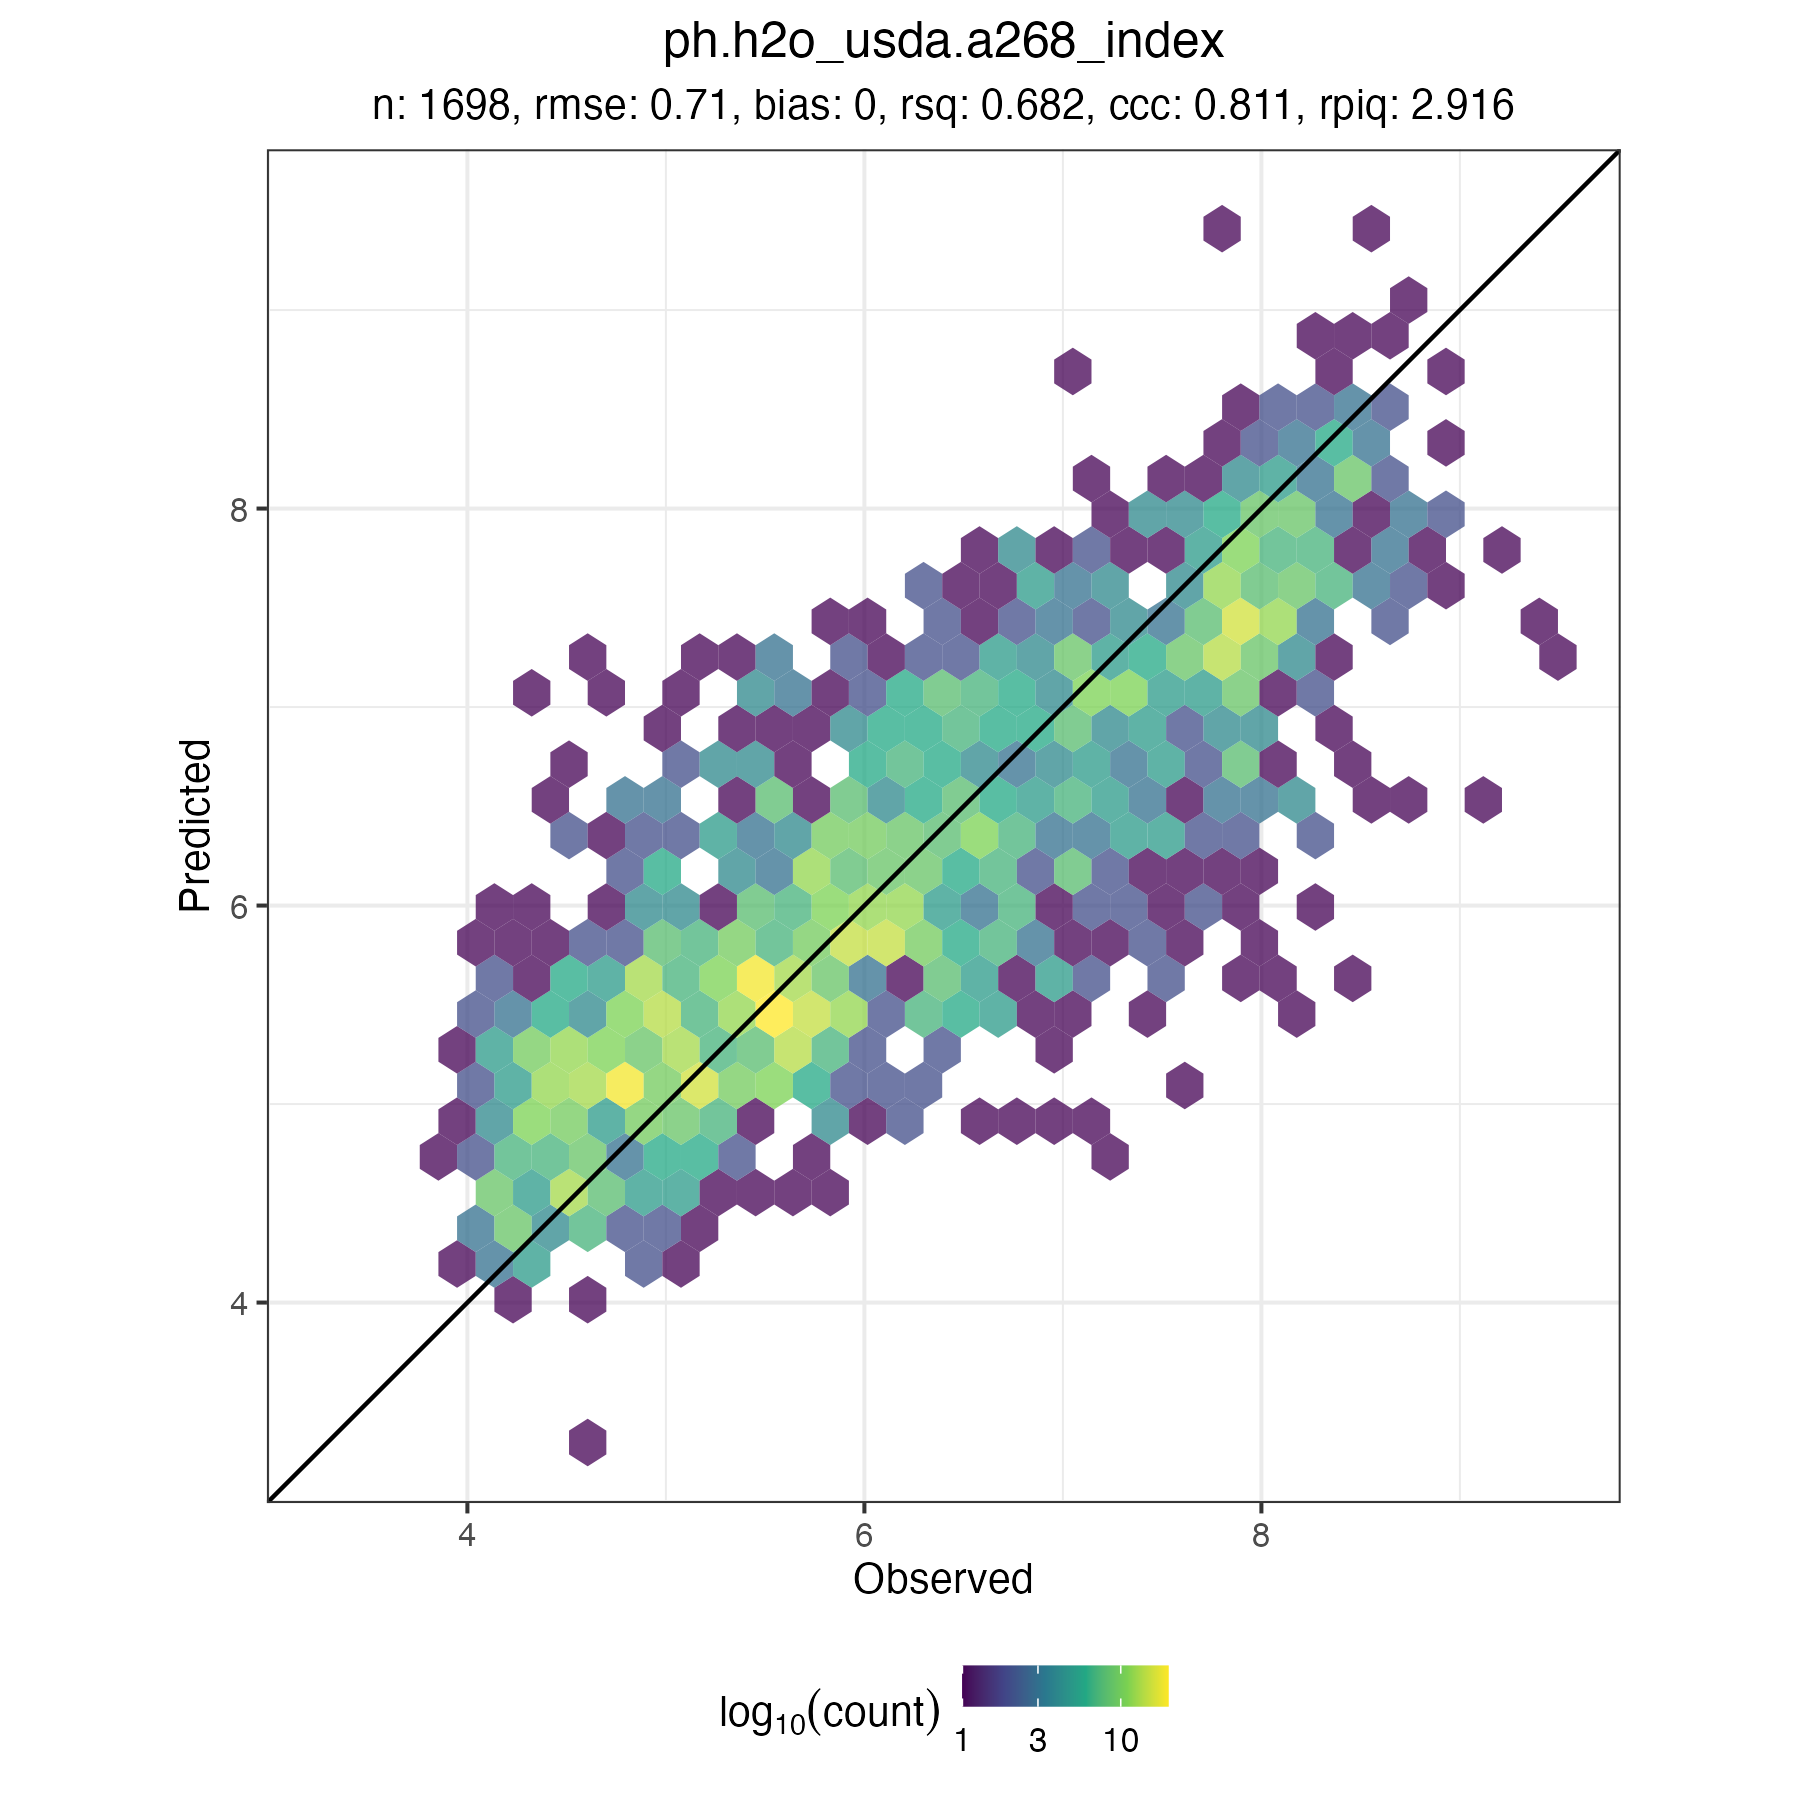 ph.h2o_usda.a268_index
n: 1698, rmse: 0.71, bias: 0, rsq: 0.682, ccc: 0.811, rpiq: 2.916
Predicted
8
6
4
4 6 8
Observed
log₁₀(count)
1 3 10